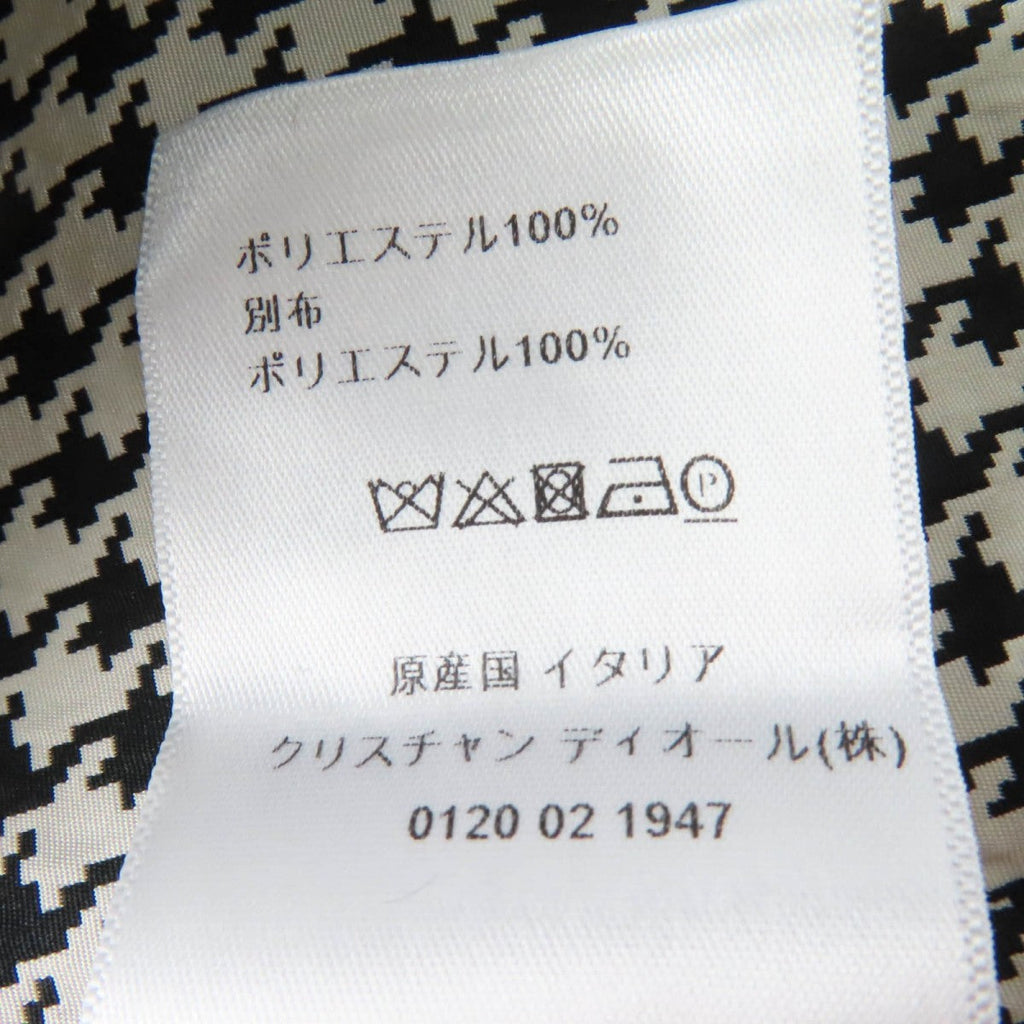 ポリエステル100%
別布
ポリエステル100%
P
原産国 イタリア
クリスチャン ディオール(株)
0120 02 1947